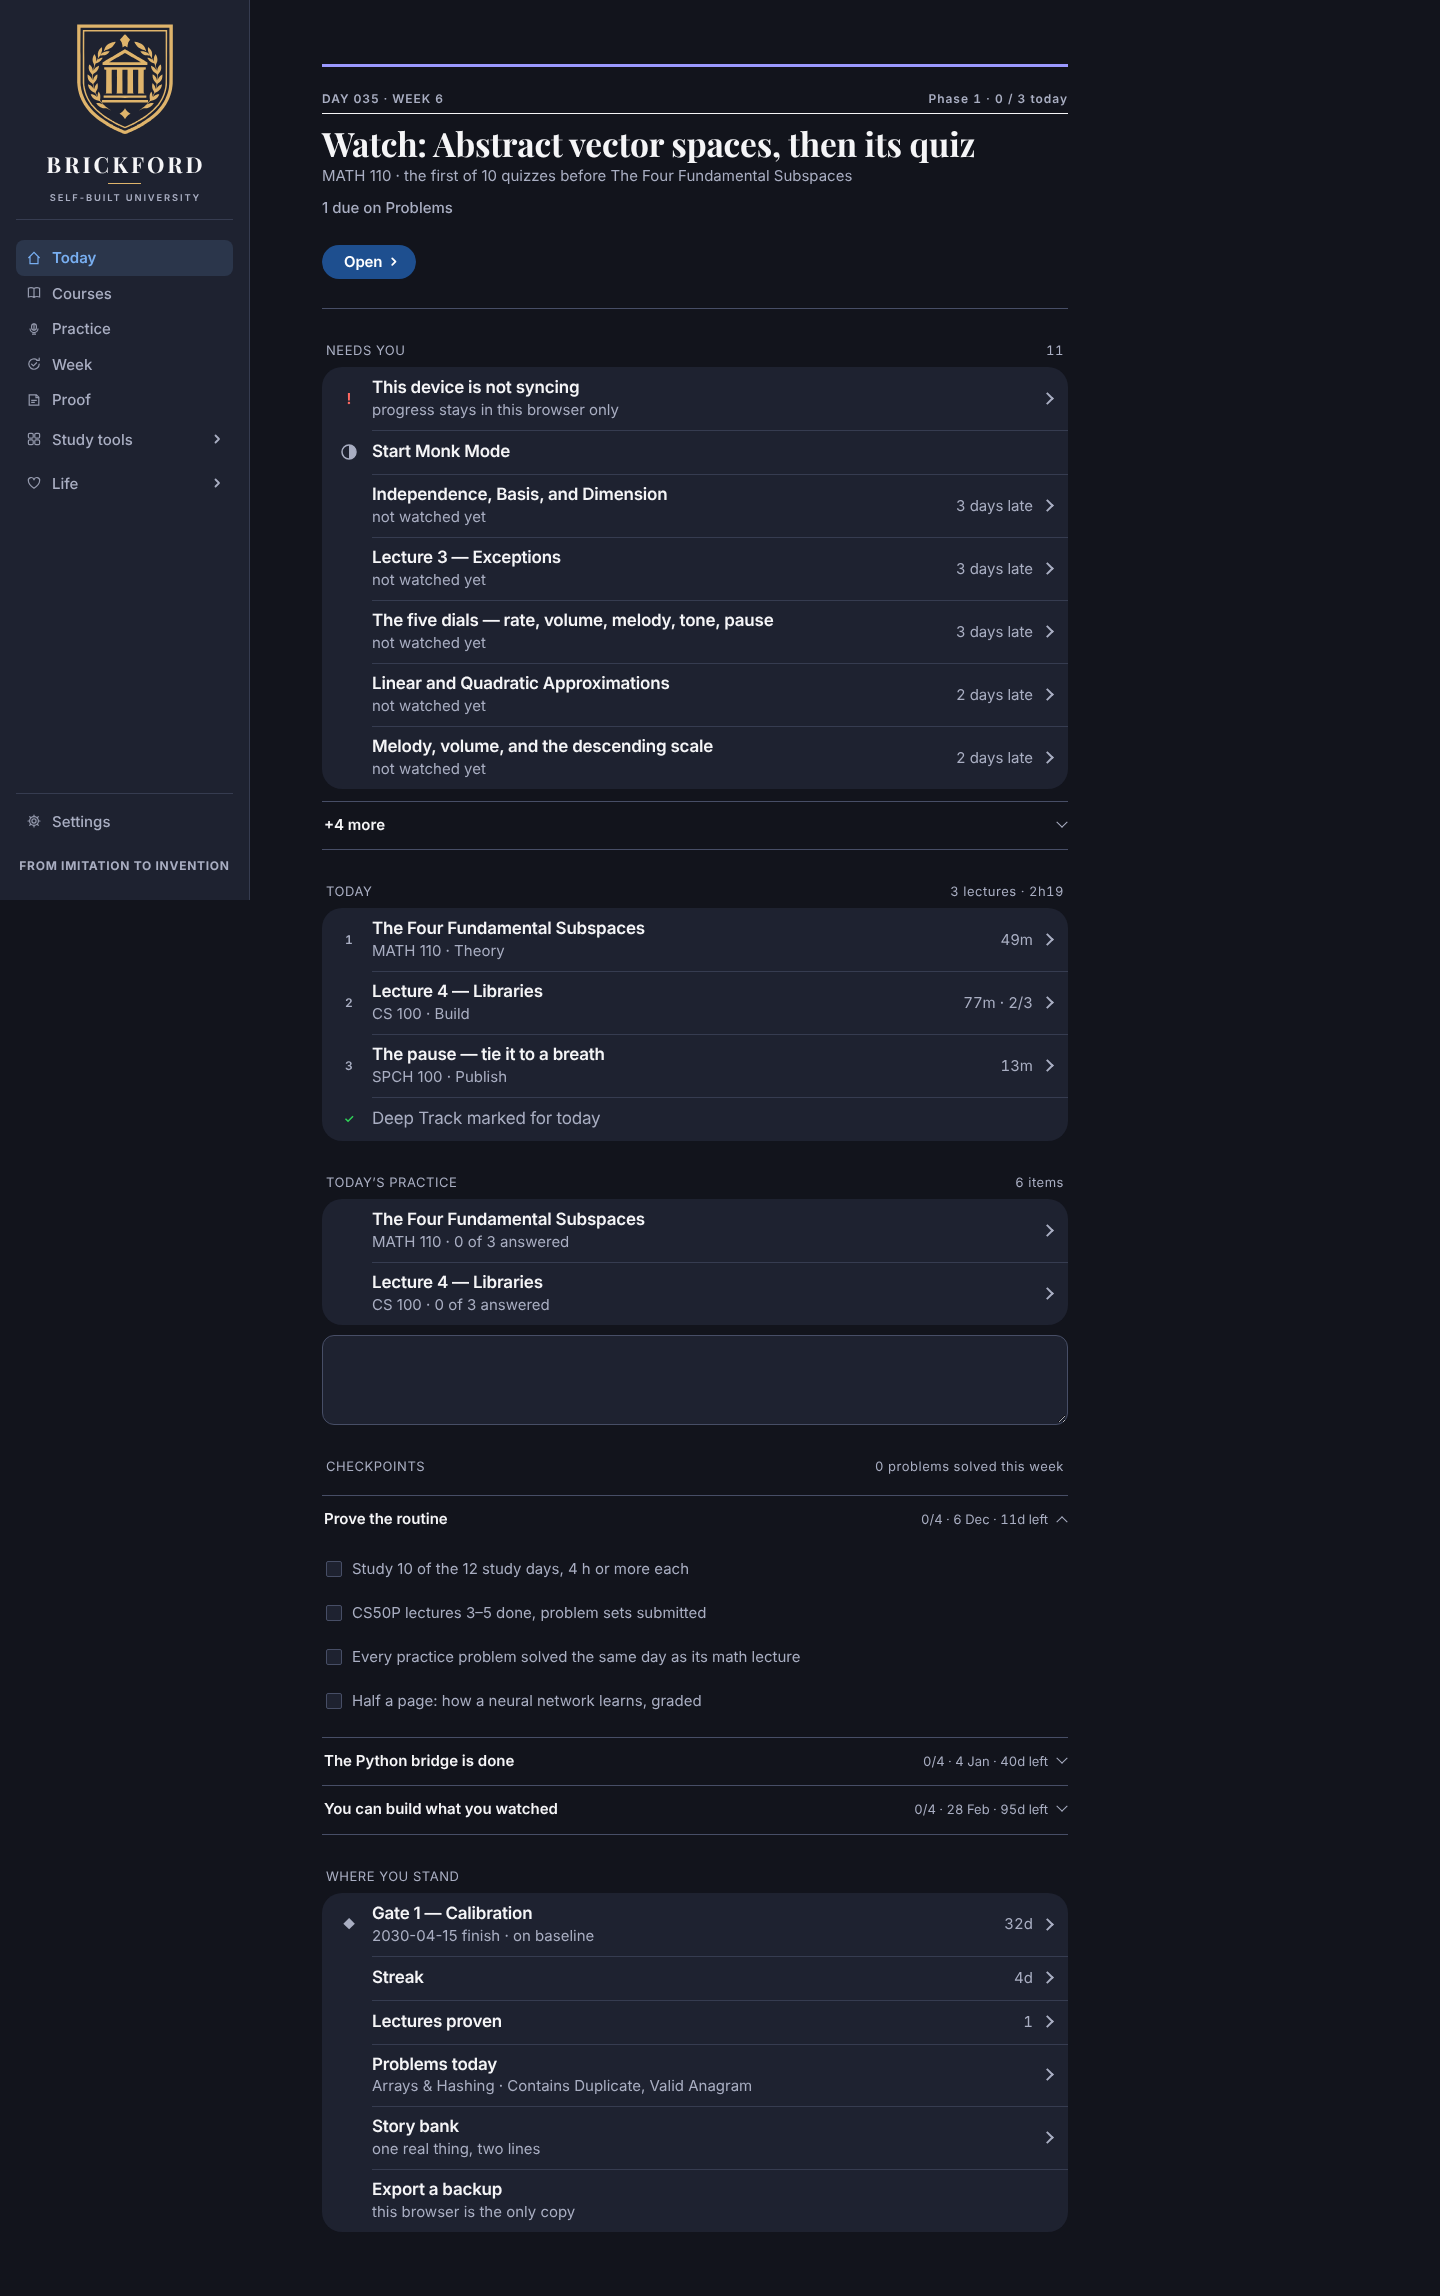 BRICKFORD
SELF-BUILT UNIVERSITY
Today
Courses
Practice
Week
Proof
Study tools
Life
Settings
FROM IMITATION TO INVENTION
DAY 035 · WEEK 6
Phase 1 · 0 / 3 today
Watch: Abstract vector spaces, then its quiz
MATH 110 · the first of 10 quizzes before The Four Fundamental Subspaces
1 due on Problems
Open
NEEDS YOU
11
! This device is not syncing
progress stays in this browser only
Start Monk Mode
Independence, Basis, and Dimension
not watched yet
3 days late
Lecture 3 — Exceptions
not watched yet
3 days late
The five dials — rate, volume, melody, tone, pause
not watched yet
3 days late
Linear and Quadratic Approximations
not watched yet
2 days late
Melody, volume, and the descending scale
not watched yet
2 days late
+4 more
TODAY
3 lectures · 2h19
1 The Four Fundamental Subspaces
MATH 110 · Theory
49m
2 Lecture 4 — Libraries
CS 100 · Build
77m · 2/3
3 The pause — tie it to a breath
SPCH 100 · Publish
13m
Deep Track marked for today
TODAY’S PRACTICE
6 items
The Four Fundamental Subspaces
MATH 110 · 0 of 3 answered
Lecture 4 — Libraries
CS 100 · 0 of 3 answered
CHECKPOINTS
0 problems solved this week
Prove the routine
0/4 · 6 Dec · 11d left
Study 10 of the 12 study days, 4 h or more each
CS50P lectures 3–5 done, problem sets submitted
Every practice problem solved the same day as its math lecture
Half a page: how a neural network learns, graded
The Python bridge is done
0/4 · 4 Jan · 40d left
You can build what you watched
0/4 · 28 Feb · 95d left
WHERE YOU STAND
Gate 1 — Calibration
2030-04-15 finish · on baseline
32d
Streak
4d
Lectures proven
1
Problems today
Arrays & Hashing · Contains Duplicate, Valid Anagram
Story bank
one real thing, two lines
Export a backup
this browser is the only copy